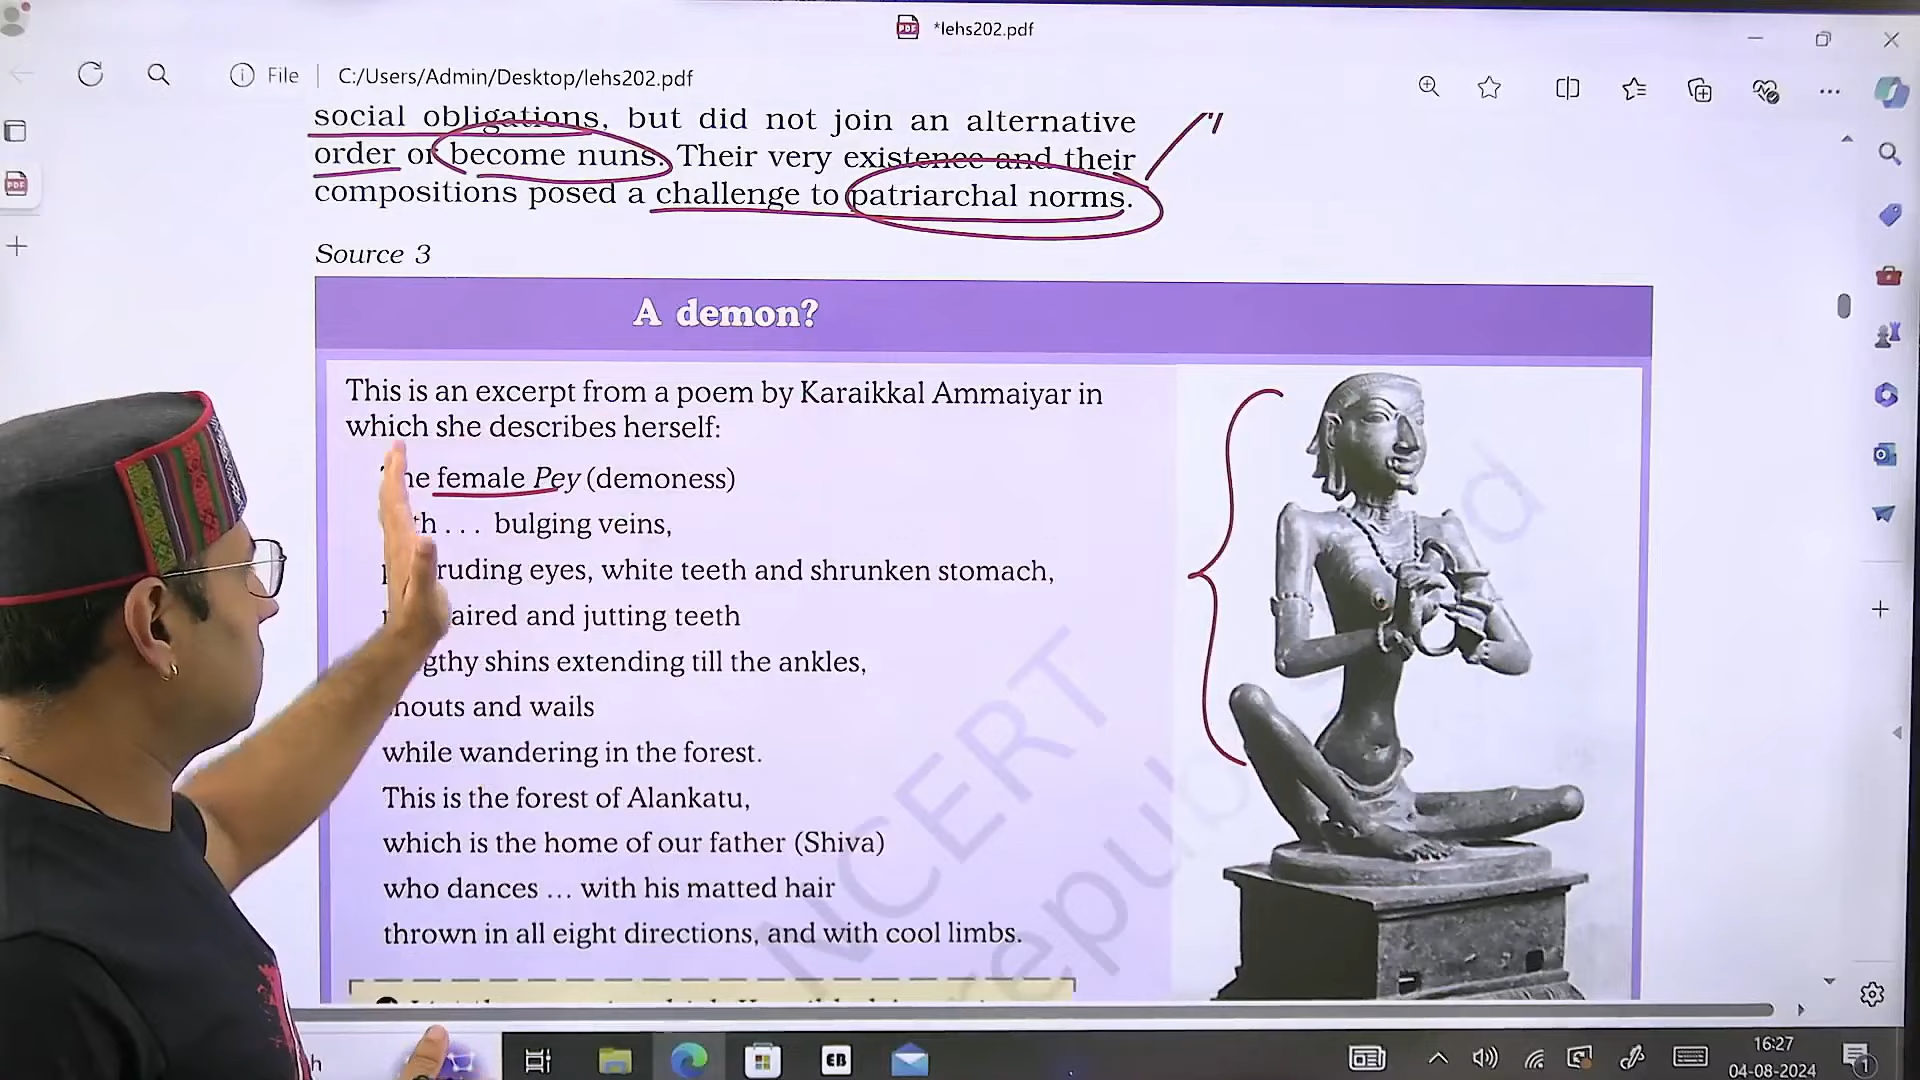 *lehs202.pdf
File
C:/Users/Admin/Desktop/lehs202.pdf
social obligations, but did not join an alternative
order or become nuns. Their very existence and their
compositions posed a challenge to patriarchal norms.
Source 3
A demon?
This is an excerpt from a poem by Karaikkal Ammaiyar in
which she describes herself:
female Pey (demoness)
. . . bulging veins,
eyes, white teeth and shrunken stomach,
and jutting teeth
shins extending till the ankles,
and wails
while wandering in the forest.
This is the forest of Alankatu,
which is the home of our father (Shiva)
who dances ... with his matted hair
thrown in all eight directions, and with cool limbs.
NCERT
republished
PDF
EB
16:27
04-08-2024
1